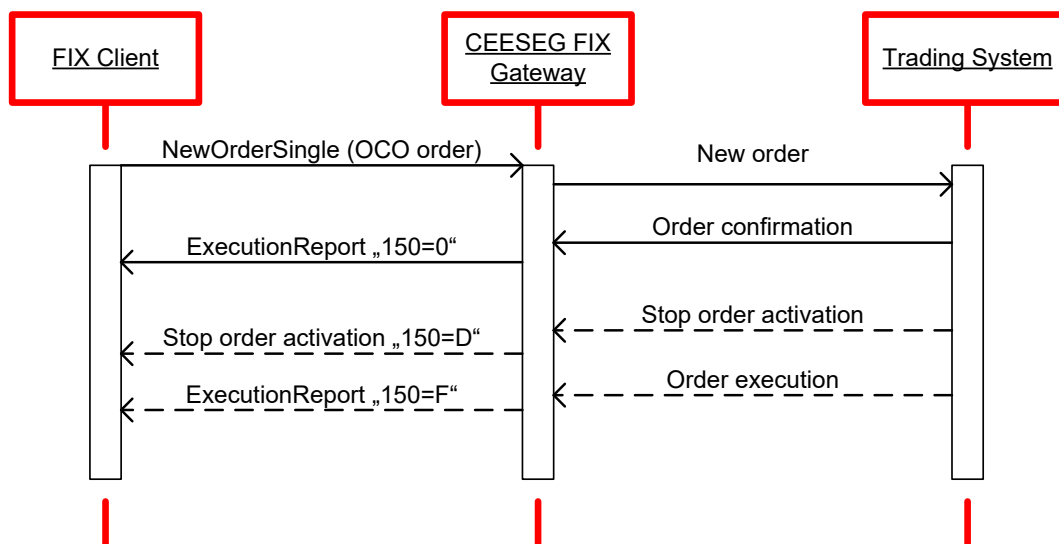 FIX Client
CEESEG FIX
Gateway
Trading System
NewOrderSingle (OCO order)
New order
Order confirmation
ExecutionReport „150=0“
Stop order activation
Stop order activation „150=D“
Order execution
ExecutionReport „150=F“